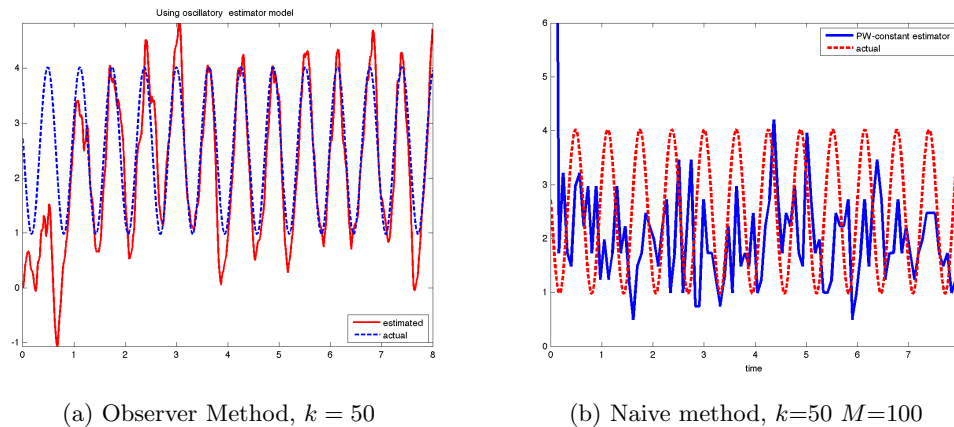 Using oscillatory estimator model
4
3
2
1
0
-1
0 1 2 3 4 5 6 7 8
estimated
actual
6
5
4
3
2
1
0
0 1 2 3 4 5 6 7
time
PW-constant estimator
actual
(a) Observer Method, k = 50
(b) Naive method, k=50 M=100